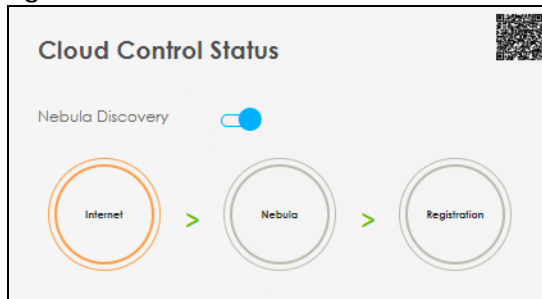 Cloud Control Status
Nebula Discovery
Internet > Nebula > Registration